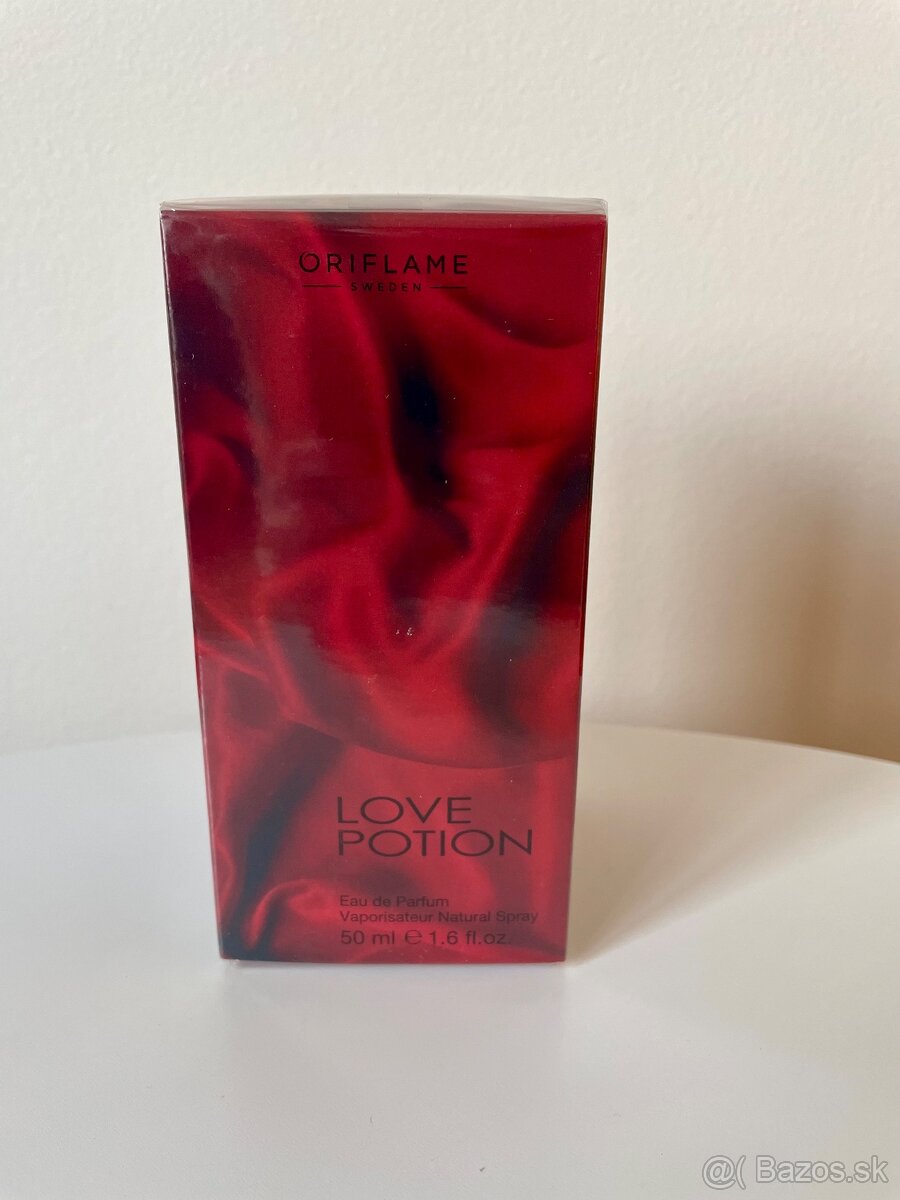 ORIFLAME
SWEDEN
LOVE
POTION
Eau de Parfum
Vaporisateur Natural Spray
50 ml ℮ 1.6 fl.oz.
@( Bazos.sk